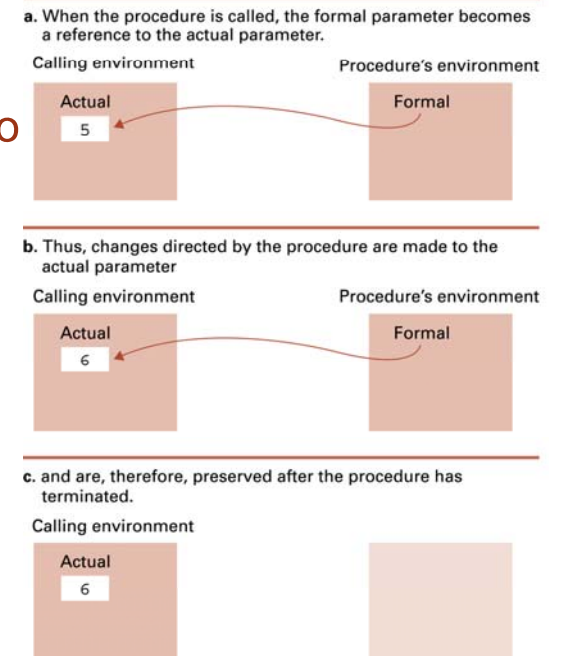 a. When the procedure is called, the formal parameter becomes
a reference to the actual parameter.
Calling environment
Procedure's environment
Actual
Formal
5
o
b. Thus, changes directed by the procedure are made to the
actual parameter
Calling environment
Procedure's environment
Actual
Formal
6
c. and are, therefore, preserved after the procedure has
terminated.
Calling environment
Actual
6